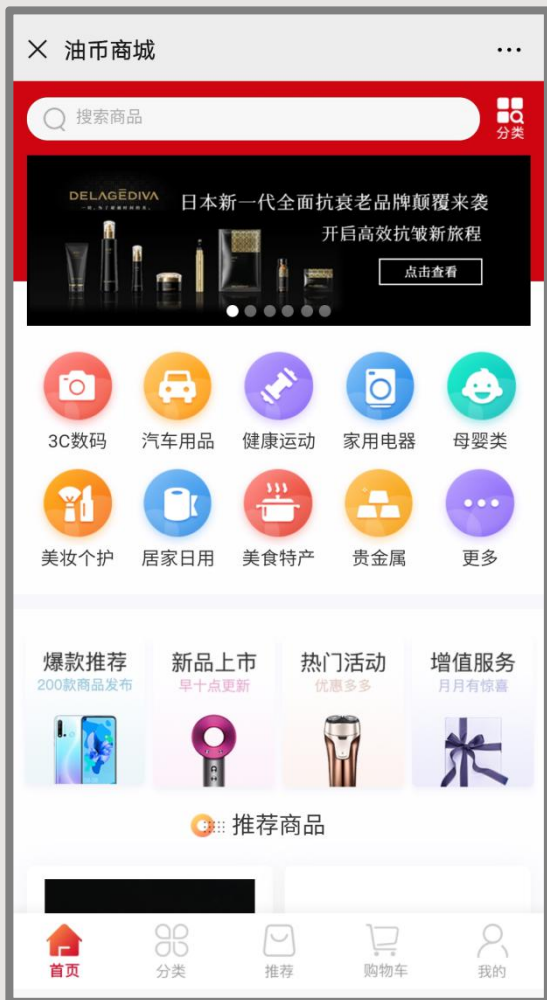 油币商城
搜索商品
分类
DELAGĒDIVA
日本新一代全面抗衰老品牌颠覆来袭
开启高效抗皱新旅程
点击查看
3C数码 汽车用品 健康运动 家用电器 母婴类
美妆个护 居家日用 美食特产 贵金属 更多
爆款推荐 新品上市 热门活动 增值服务
200款商品发布 早十点更新 优惠多多 月月有惊喜
推荐商品
首页 分类 推荐 购物车 我的